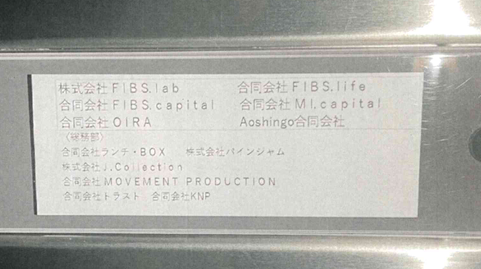 株式会社FIBS.lab 合同会社FIBS.life
合同会社FIBS.capital 合同会社MI,capital
合同会社OIRA Aoshingo合同会社
(総務部)
合同会社ランチ・BOX 株式会社パインジャム
株式会社J.Collection
合同会社MOVEMENT PRODUCTION
合同会社トラスト 合同会社KNP